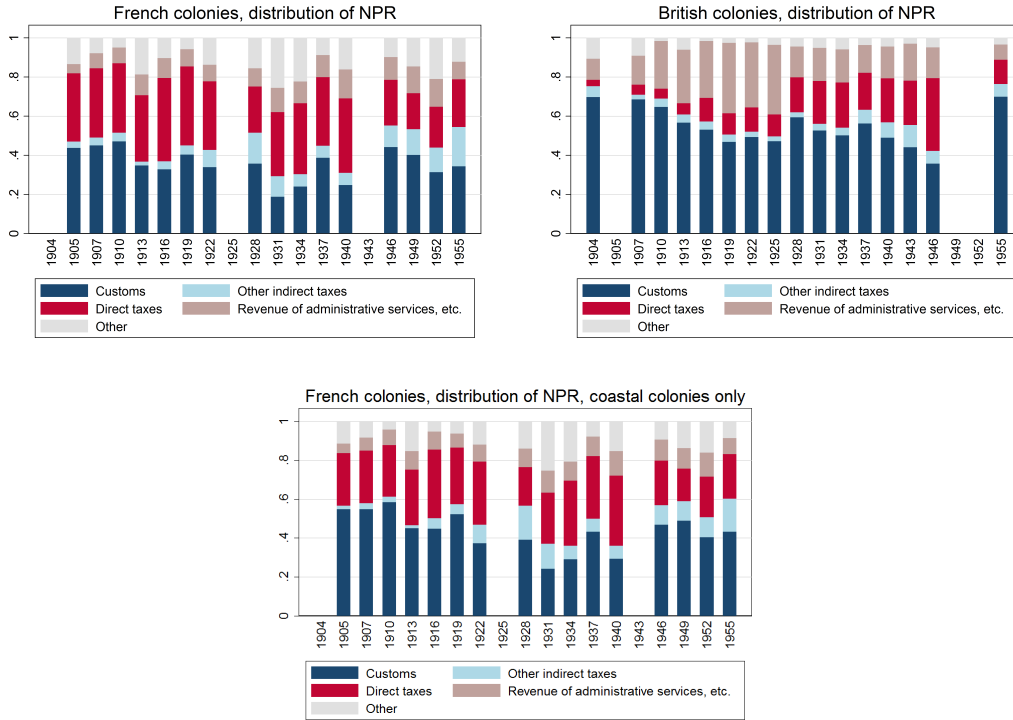 French colonies, distribution of NPR
1
.8
.6
.4
.2
0
1904 1905 1907 1910 1913 1916 1919 1922 1925 1928 1931 1934 1937 1940 1943 1946 1949 1952 1955
Customs Other indirect taxes
Direct taxes Revenue of administrative services, etc.
Other
British colonies, distribution of NPR
1
.8
.6
.4
.2
0
1904 1905 1907 1910 1913 1916 1919 1922 1925 1928 1931 1934 1937 1940 1943 1946 1949 1952 1955
Customs Other indirect taxes
Direct taxes Revenue of administrative services, etc.
Other
French colonies, distribution of NPR, coastal colonies only
1
.8
.6
.4
.2
0
1904 1905 1907 1910 1913 1916 1919 1922 1925 1928 1931 1934 1937 1940 1943 1946 1949 1952 1955
Customs Other indirect taxes
Direct taxes Revenue of administrative services, etc.
Other